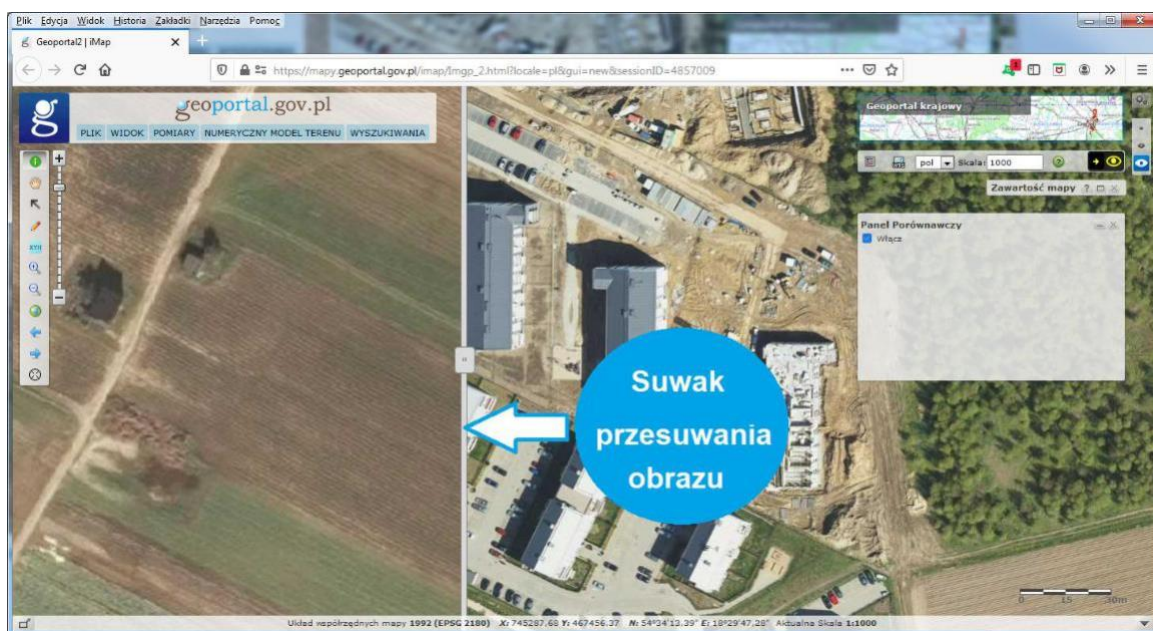 Plik Edycja Widok Historia Zakładki Narzędzia Pomoc
Geoportal2 | iMap
https://mapy.geoportal.gov.pl/imap/Imgp_2.html?locale=pl&gui=new&sessionID=4857009
geoportal.gov.pl
PLIK WIDOK POMIARY NUMERYCZNY MODEL TERENU WYSZUKIWANIA
Geoportal krajowy
pol Skala: 1000
Zawartość mapy
Panel Porównawczy
Włącz
Suwak
przesuwania
obrazu
0 15 30m
Układ współrzędnych mapy 1992 (EPSG 2180) X: 745287.68 Y: 467456.37 N: 54°34'13.39" E: 18°29'47.28" Aktualna Skala 1:1000